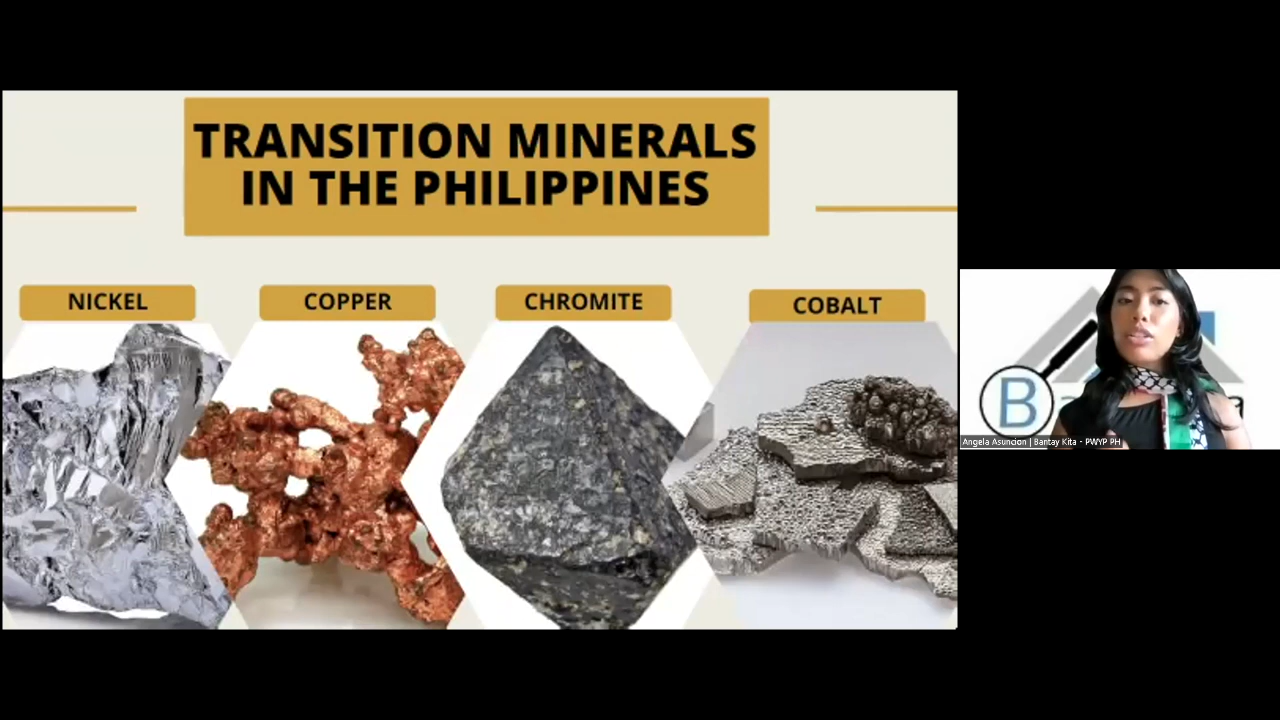 TRANSITION MINERALS
IN THE PHILIPPINES
NICKEL
COPPER
CHROMITE
COBALT
B
Angela Asuncion | Bantay Kita - PWYP PH